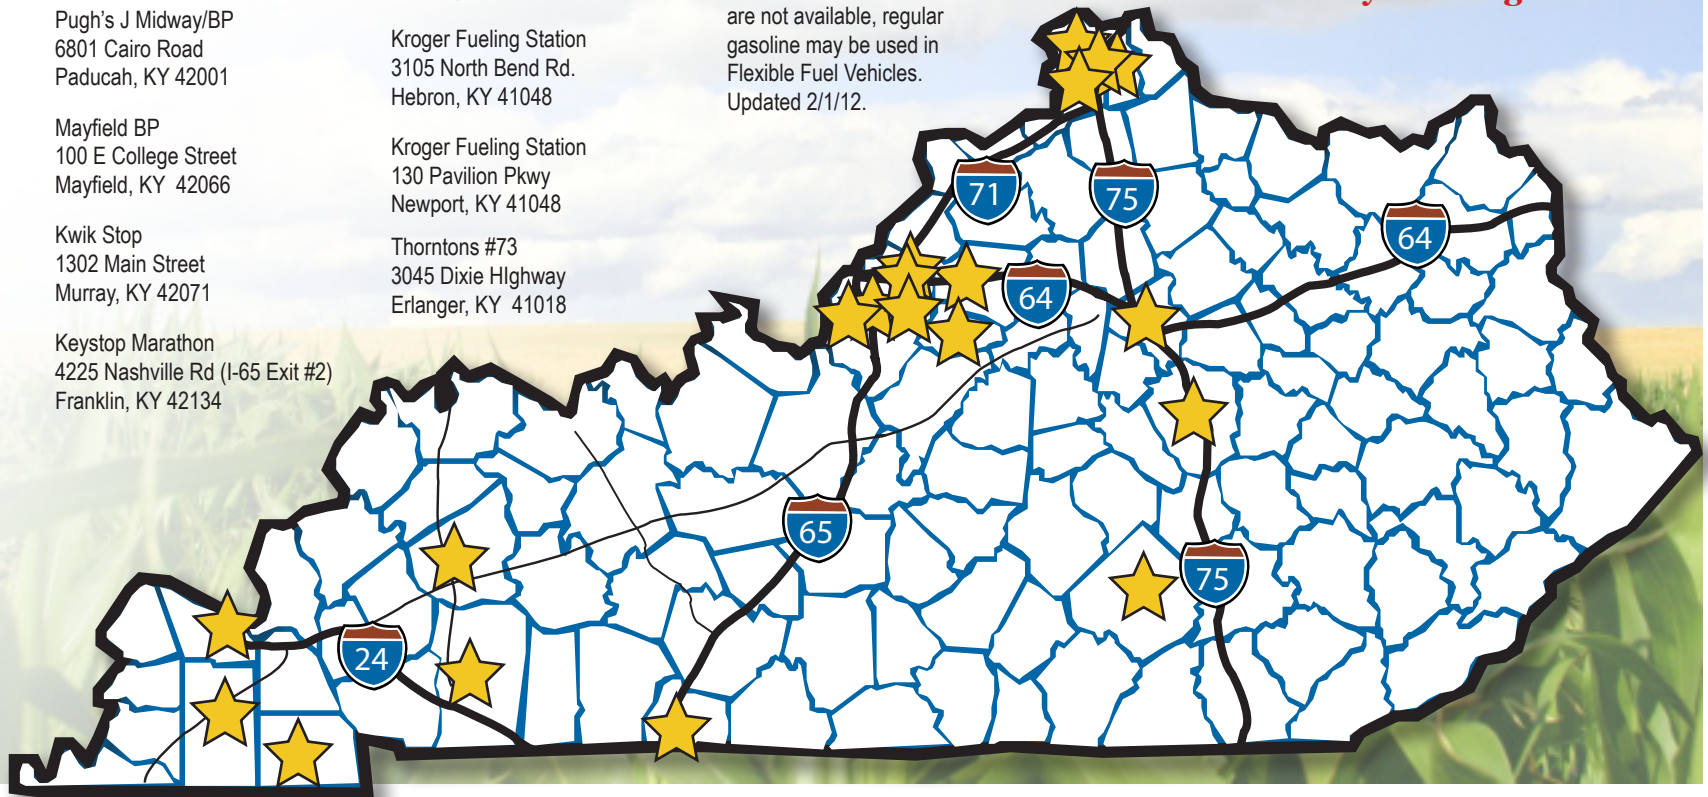 Pugh's J Midway/BP
6801 Cairo Road
Paducah, KY 42001
Mayfield BP
100 E College Street
Mayfield, KY  42066
Kwik Stop
1302 Main Street
Murray, KY 42071
Keystop Marathon
4225 Nashville Rd (I-65 Exit #2)
Franklin, KY 42134
Kroger Fueling Station
3105 North Bend Rd.
Hebron, KY 41048
Kroger Fueling Station
130 Pavilion Pkwy
Newport, KY 41048
Thorntons #73
3045 Dixie HIghway
Erlanger, KY  41018
are not available, regular
gasoline may be used in
Flexible Fuel Vehicles.
Updated 2/1/12.
71
75
64
64
65
75
24